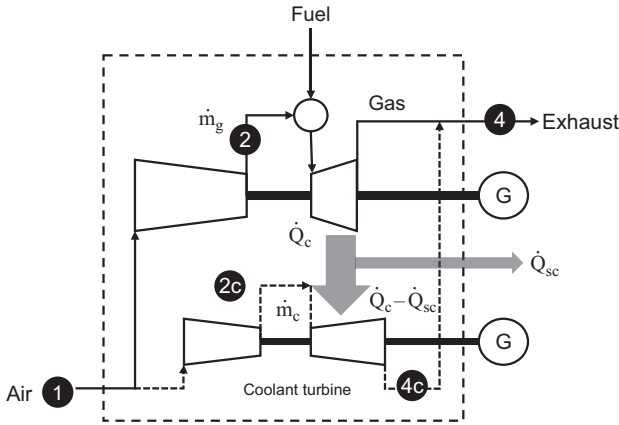 Fuel
ṁg
2
Gas
4
Exhaust
G
Q̇c
Q̇sc
2c
ṁc
Q̇c–Q̇sc
G
Air
1
Coolant turbine
4c